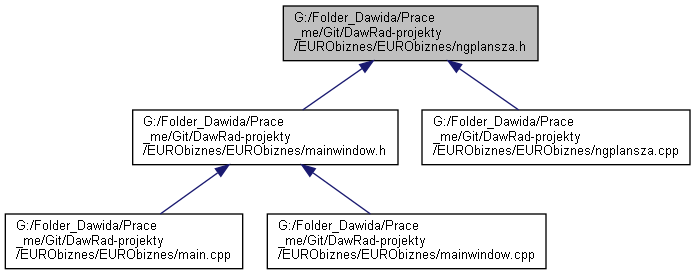 G:/Folder_Dawida/Prace
_me/Git/DawRad-projekty
/EURObiznes/EURObiznes/ngplansza.h
G:/Folder_Dawida/Prace
_me/Git/DawRad-projekty
/EURObiznes/EURObiznes/mainwindow.h
G:/Folder_Dawida/Prace
_me/Git/DawRad-projekty
/EURObiznes/EURObiznes/ngplansza.cpp
G:/Folder_Dawida/Prace
_me/Git/DawRad-projekty
/EURObiznes/EURObiznes/main.cpp
G:/Folder_Dawida/Prace
_me/Git/DawRad-projekty
/EURObiznes/EURObiznes/mainwindow.cpp